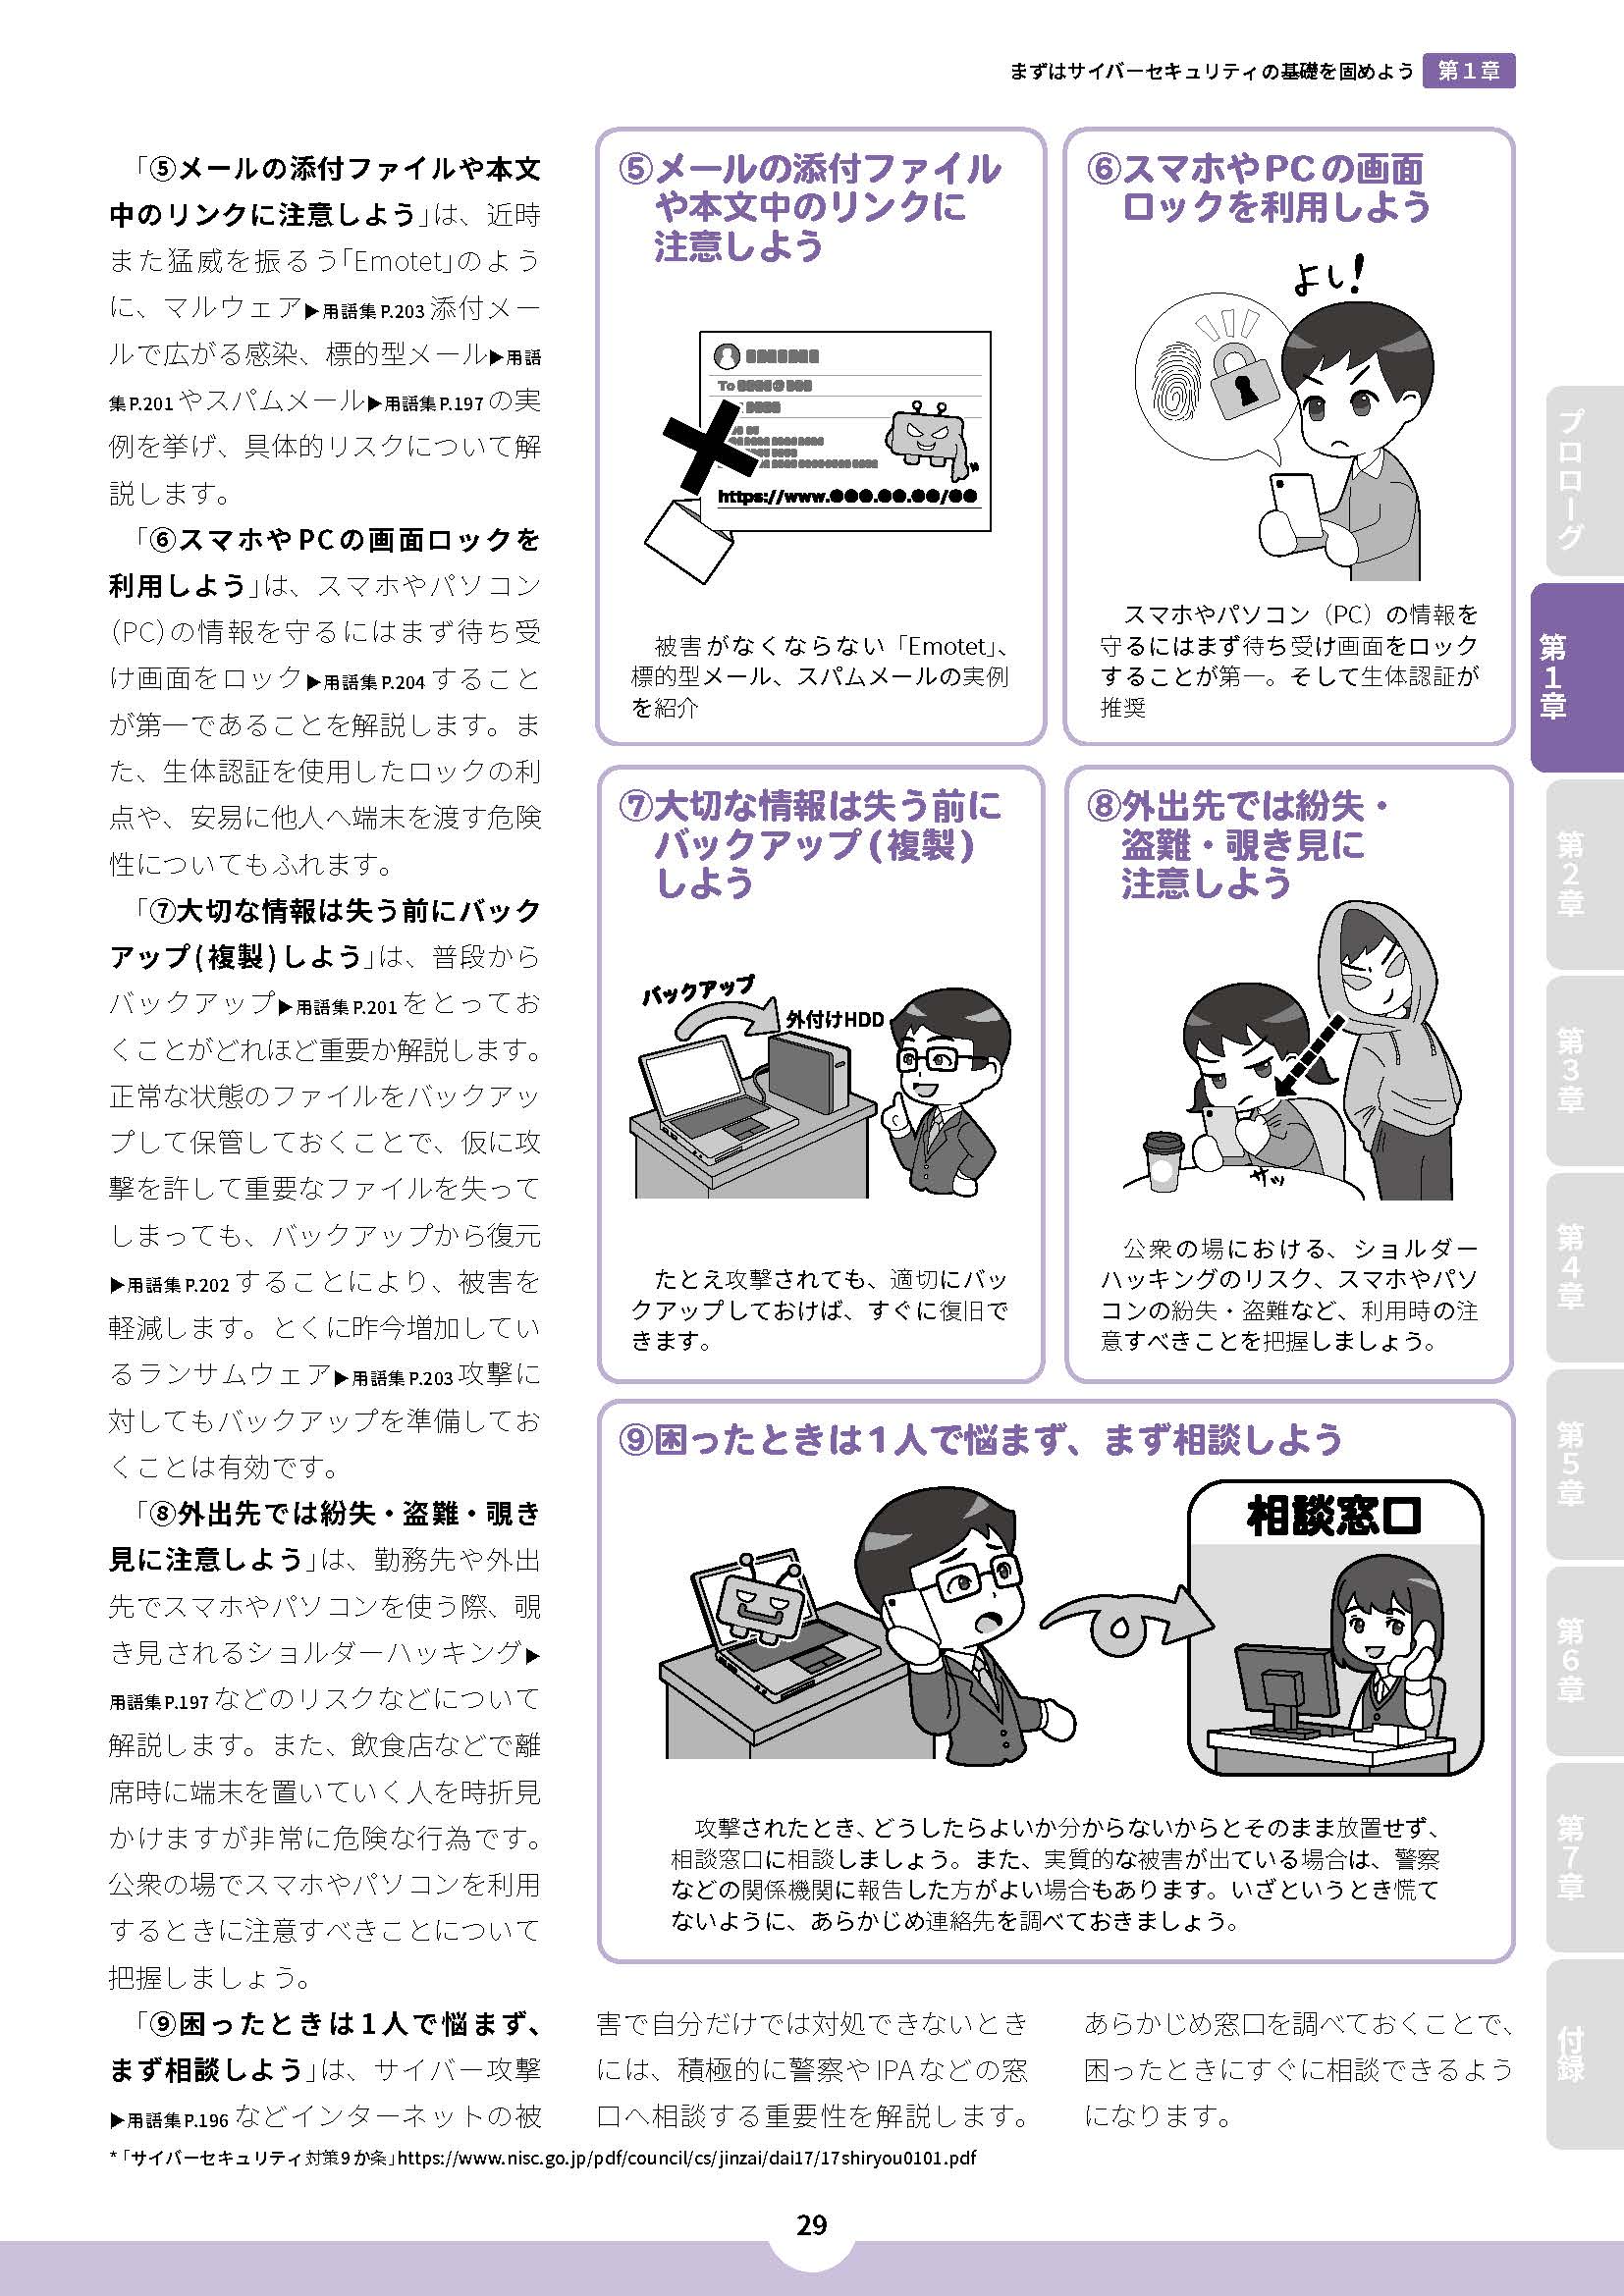 まずはサイバーセキュリティの基礎を固めよう 第1章
「⑤メールの添付ファイルや本文
中のリンクに注意しよう」は、近時
また猛威を振るう「Emotet」のよう
に、マルウェア▶用語集P.203添付メー
ルで広がる感染、標的型メール▶用語
集P.201やスパムメール▶用語集P.197の実
例を挙げ、具体的リスクについて解
説します。
「⑥スマホやPCの画面ロックを
利用しよう」は、スマホやパソコン
(PC)の情報を守るにはまず待ち受
け画面をロック▶用語集P.204すること
が第一であることを解説します。ま
た、生体認証を使用したロックの利
点や、安易に他人へ端末を渡す危険
性についてもふれます。
「⑦大切な情報は失う前にバック
アップ(複製)しよう」は、普段から
バックアップ▶用語集P.201をとってお
くことがどれほど重要か解説します。
正常な状態のファイルをバックアッ
プして保管しておくことで、仮に攻
撃を許して重要なファイルを失って
しまっても、バックアップから復元
▶用語集P.202することにより、被害を
軽減します。とくに昨今増加してい
るランサムウェア▶用語集P.203攻撃に
対してもバックアップを準備してお
くことは有効です。
「⑧外出先では紛失・盗難・覗き
見に注意しよう」は、勤務先や外出
先でスマホやパソコンを使う際、覗
き見されるショルダーハッキング▶
用語集P.197などのリスクなどについて
解説します。また、飲食店などで離
席時に端末を置いていく人を時折見
かけますが非常に危険な行為です。
公衆の場でスマホやパソコンを利用
するときに注意すべきことについて
把握しましょう。
「⑨困ったときは1人で悩まず、
まず相談しよう」は、サイバー攻撃
▶用語集P.196などインターネットの被
害で自分だけでは対処できないとき
には、積極的に警察やIPAなどの窓
口へ相談する重要性を解説します。
あらかじめ窓口を調べておくことで、
困ったときにすぐに相談できるよう
になります。
⑤メールの添付ファイル
や本文中のリンクに
注意しよう
To
https://www.●●●.●●.●●/●●
被害がなくならない「Emotet」、
標的型メール、スパムメールの実例
を紹介
⑥スマホやPCの画面
ロックを利用しよう
よし!
スマホやパソコン（PC）の情報を
守るにはまず待ち受け画面をロック
することが第一。そして生体認証が
推奨
⑦大切な情報は失う前に
バックアップ(複製)
しよう
バックアップ
外付けHDD
たとえ攻撃されても、適切にバッ
クアップしておけば、すぐに復旧で
きます。
⑧外出先では紛失・
盗難・覗き見に
注意しよう
サッ
公衆の場における、ショルダー
ハッキングのリスク、スマホやパソ
コンの紛失・盗難など、利用時の注
意すべきことを把握しましょう。
⑨困ったときは1人で悩まず、まず相談しよう
相談窓口
攻撃されたとき、どうしたらよいか分からないからとそのまま放置せず、
相談窓口に相談しましょう。また、実質的な被害が出ている場合は、警察
などの関係機関に報告した方がよい場合もあります。いざというとき慌て
ないように、あらかじめ連絡先を調べておきましょう。
*「サイバーセキュリティ対策9か条」https://www.nisc.go.jp/pdf/council/cs/jinzai/dai17/17shiryou0101.pdf
29
プロローグ
第1章
第2章
第3章
第4章
第5章
第6章
第7章
付録